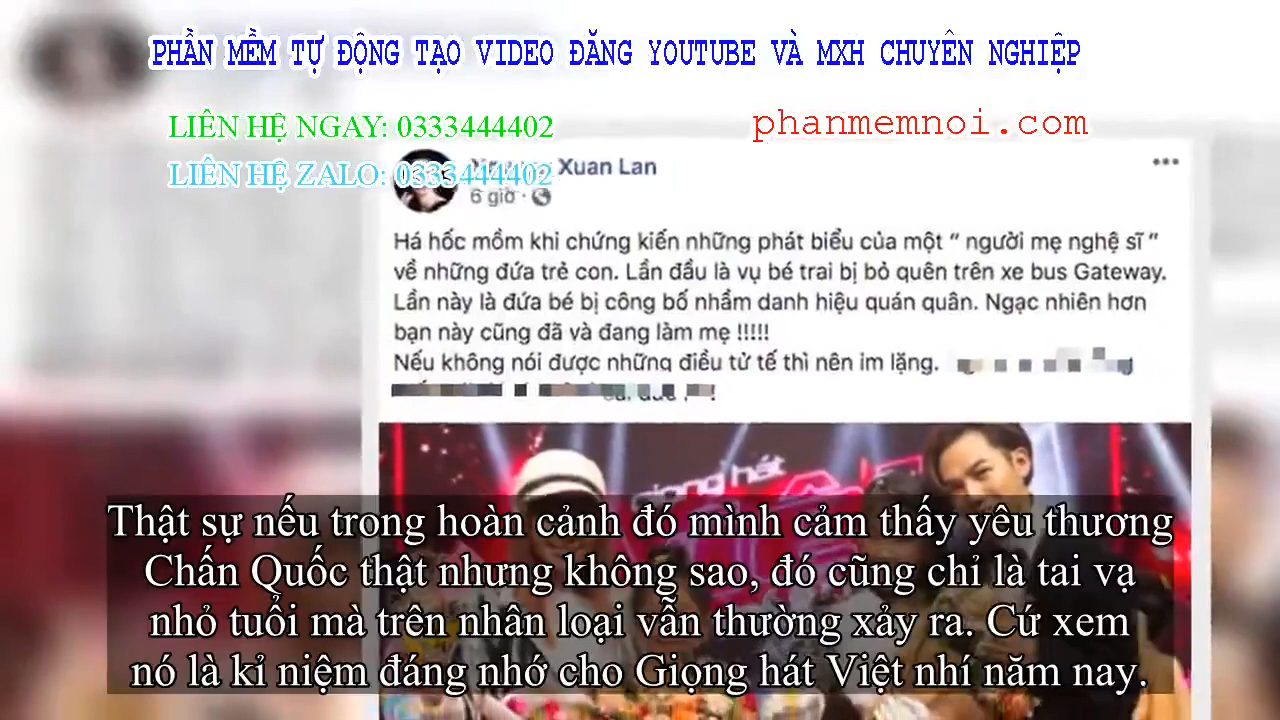 PHẦN MỀM TỰ ĐỘNG TẠO VIDEO ĐĂNG YOUTUBE VÀ MXH CHUYÊN NGHIỆP
LIÊN HỆ NGAY: 0333444402
phanmemnoi.com
LIÊN HỆ ZALO: 0333444402
Xuan Lan
6 giờ
Há hốc mồm khi chứng kiến những phát biểu của một “ người mẹ nghệ sĩ ”
về những đứa trẻ con. Lần đầu là vụ bé trai bị bỏ quên trên xe bus Gateway.
Lần này là đứa bé bị công bố nhầm danh hiệu quán quân. Ngạc nhiên hơn
bạn này cũng đã và đang làm mẹ !!!!!
Nếu không nói được những điều tử tế thì nên im lặng.
giọng hát
Thật sự nếu trong hoàn cảnh đó mình cảm thấy yêu thương
Chấn Quốc thật nhưng không sao, đó cũng chỉ là tai vạ
nhỏ tuổi mà trên nhân loại vẫn thường xảy ra. Cứ xem
nó là kỉ niệm đáng nhớ cho Giọng hát Việt nhí năm nay.